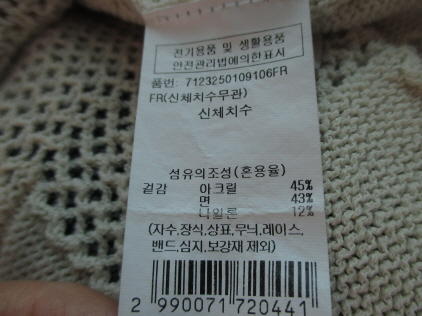 전기용품 및 생활용품
안전관리법에의한표시
품번: 7123250109106FR
FR(신체치수무관)
신체치수
섬유의조성(혼용율)
겉감 아크릴 45%
면 43%
나일론 12%
(자수,장식,상표,무늬,레이스,
밴드,심지,보강재 제외)
2 990071 720441